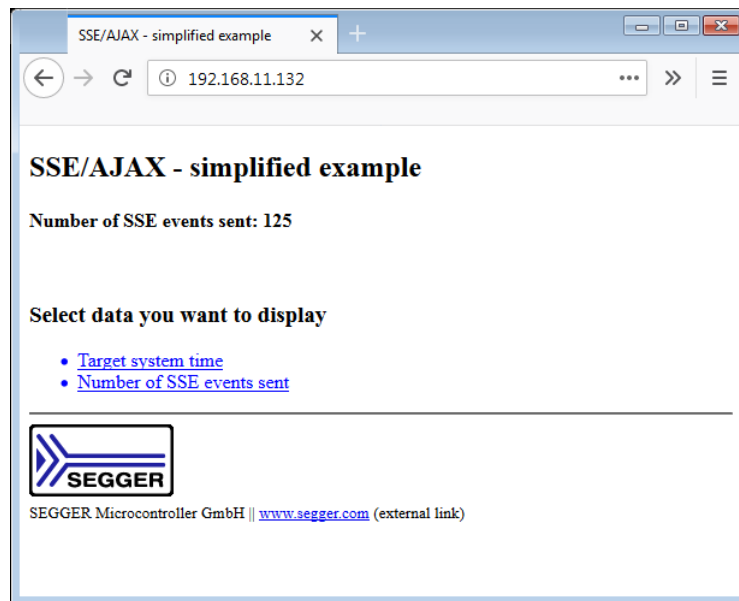 SSE/AJAX - simplified example
192.168.11.132
SSE/AJAX - simplified example
Number of SSE events sent: 125
Select data you want to display
Target system time
Number of SSE events sent
SEGGER
SEGGER Microcontroller GmbH || www.segger.com (external link)